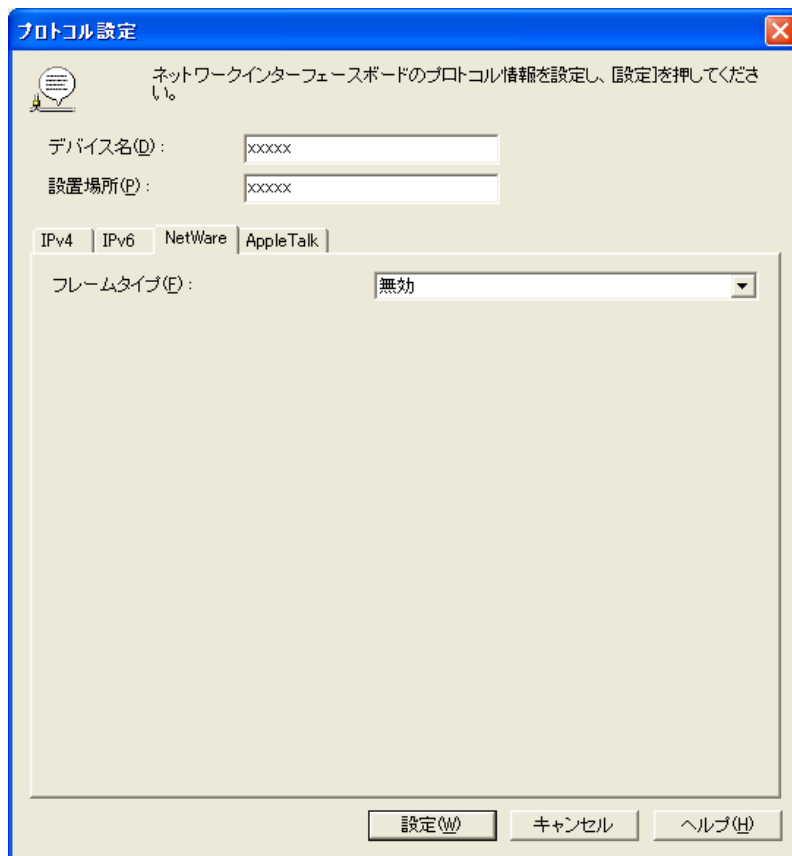 プロトコル設定
ネットワークインターフェースボードのプロトコル情報を設定し、[設定]を押してくださ
い。
デバイス名(D):
xxxxx
設置場所(P):
xxxxx
IPv4 IPv6 NetWare AppleTalk
フレームタイプ(F):
無効
設定(W) キャンセル ヘルプ(H)